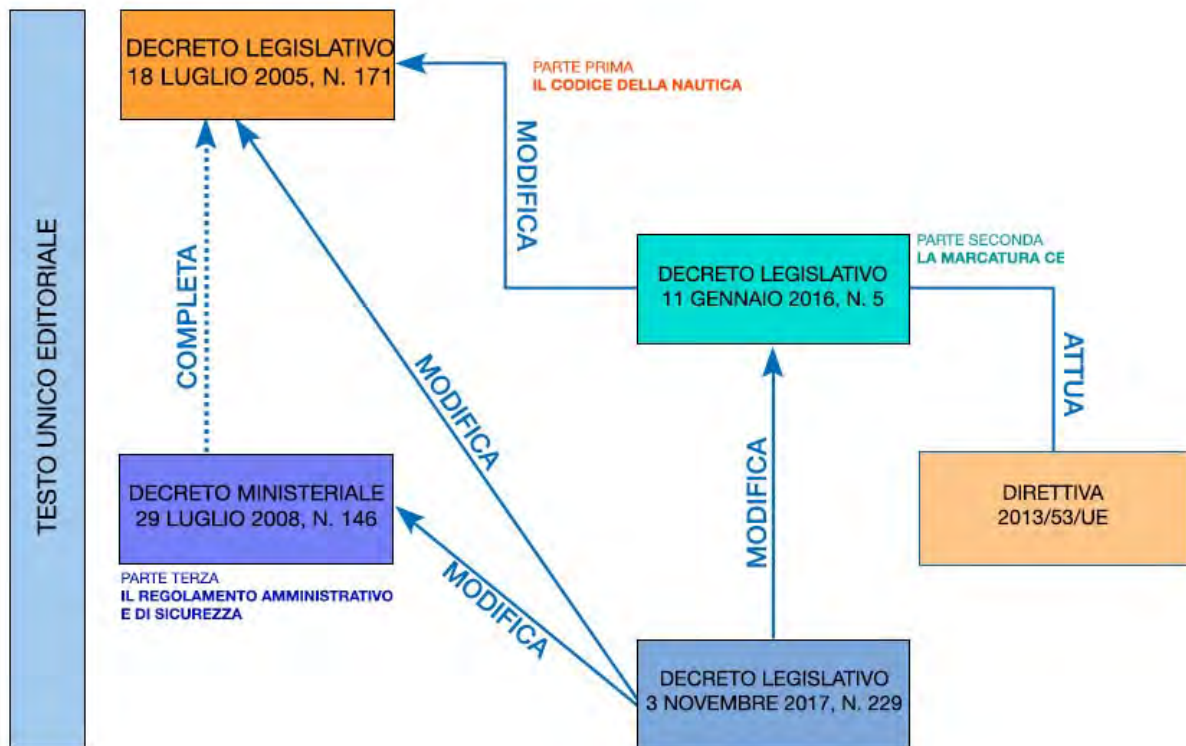 TESTO UNICO EDITORIALE
DECRETO LEGISLATIVO
18 LUGLIO 2005, N. 171
PARTE PRIMA
IL CODICE DELLA NAUTICA
MODIFICA
COMPLETA
MODIFICA
DECRETO LEGISLATIVO
11 GENNAIO 2016, N. 5
PARTE SECONDA
LA MARCATURA CE
ATTUA
MODIFICA
DIRETTIVA
2013/53/UE
DECRETO MINISTERIALE
29 LUGLIO 2008, N. 146
PARTE TERZA
IL REGOLAMENTO AMMINISTRATIVO
E DI SICUREZZA
MODIFICA
DECRETO LEGISLATIVO
3 NOVEMBRE 2017, N. 229